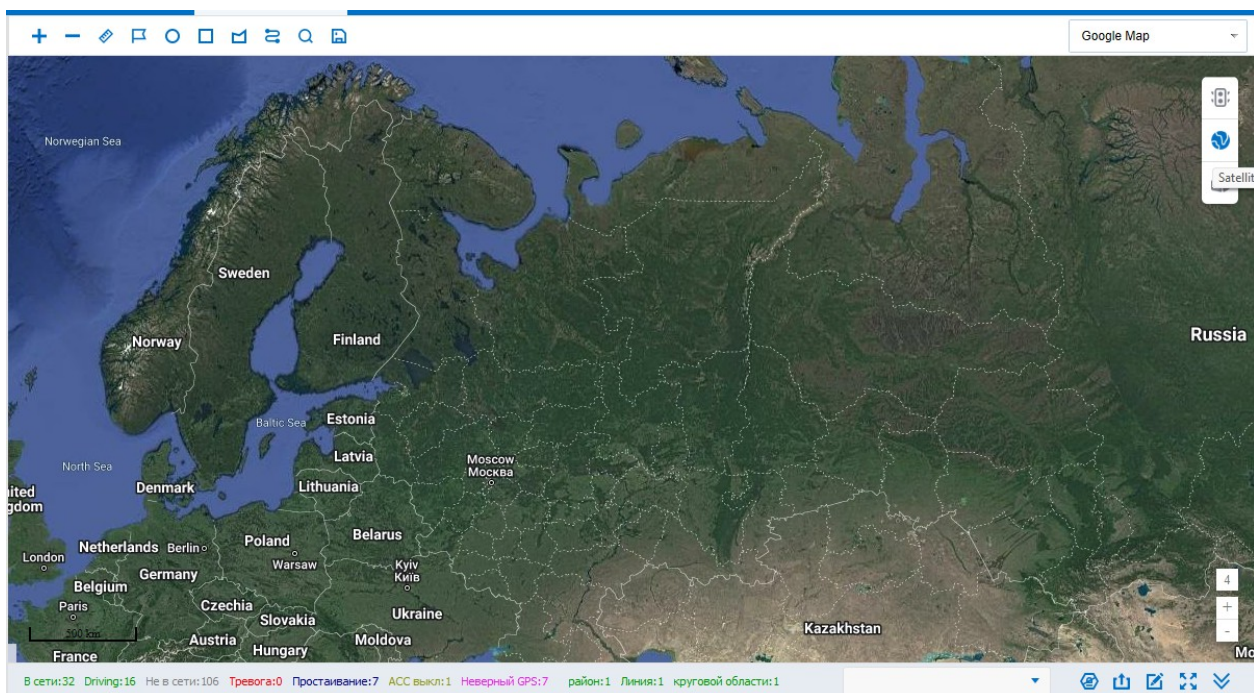 Google Map
Norwegian Sea
Satellit
Sweden
Russia
Norway
Finland
Baltic Sea
Estonia
Latvia
Moscow
Москва
North Sea
Denmark
Lithuania
ited
gdom
Belarus
Netherlands
Berlin
Poland
London
Warsaw
Kyiv
Київ
Germany
Belgium
4
Paris
Czechia
Slovakia
Ukraine
+
Kazakhstan
500 km
-
Austria
Hungary
Moldova
France
Mo
В сети:32 Driving:16 Не в сети:106 Тревога:0 Простаивание:7 ACC выкл:1 Неверный GPS:7 район:1 Линия:1 круговой области:1